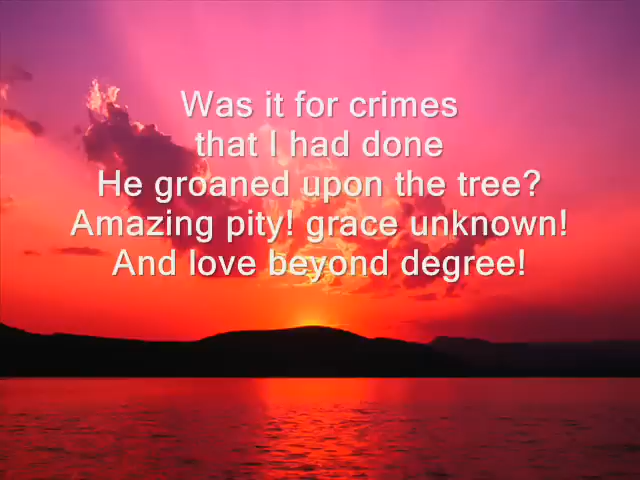 Was it for crimes
that I had done
He groaned upon the tree?
Amazing pity! grace unknown!
And love beyond degree!